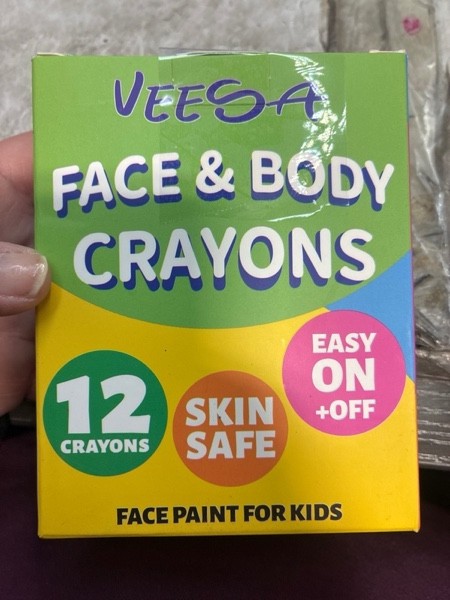 VEESA
FACE & BODY
CRAYONS
EASY
ON
+OFF
12
CRAYONS
SKIN
SAFE
FACE PAINT FOR KIDS